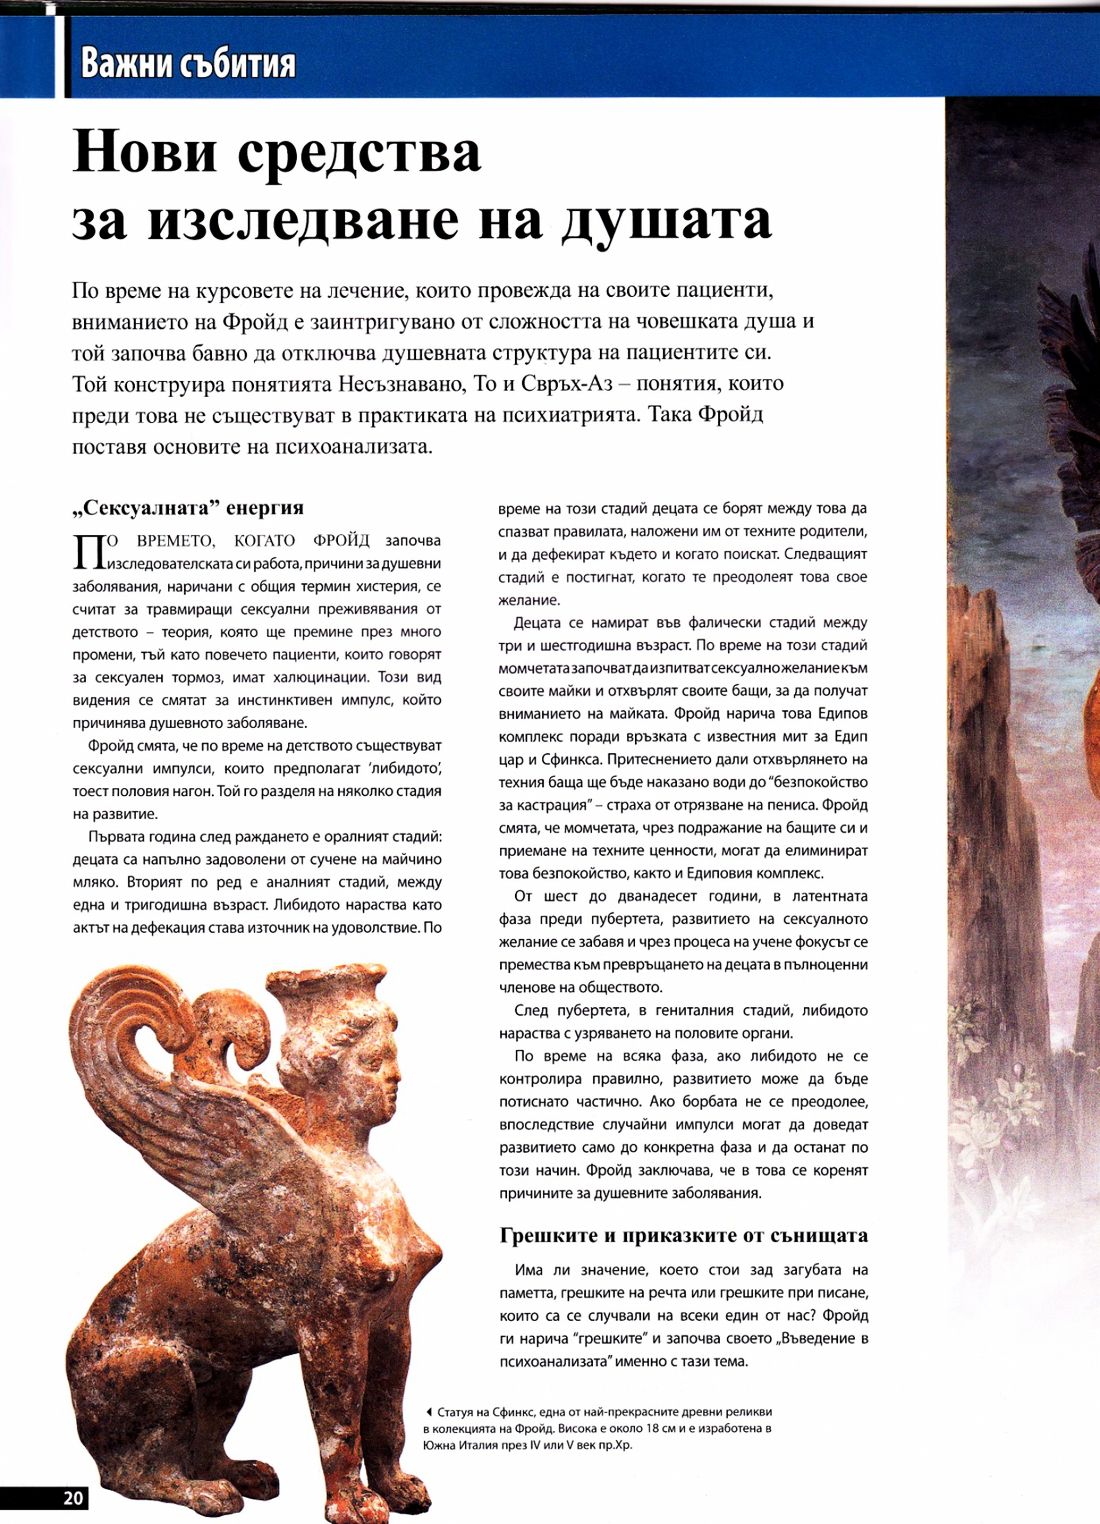 Важни събития
Нови средства
за изследване на душата
По време на курсовете на лечение, които провежда на своите пациенти,
вниманието на Фройд е заинтригувано от сложността на човешката душа и
той започва бавно да отключва душевната структура на пациентите си.
Той конструира понятията Несъзнавано, То и Свръх-Аз – понятия, които
преди това не съществуват в практиката на психиатрията. Така Фройд
поставя основите на психоанализата.
„Сексуалната” енергия
ПО ВРЕМЕТО, КОГАТО ФРОЙД започва
изследователската си работа, причини за душевни
заболявания, наричани с общия термин хистерия, се
считат за травмиращи сексуални преживявания от
детството – теория, която ще премине през много
промени, тъй като повечето пациенти, които говорят
за сексуален тормоз, имат халюцинации. Този вид
видения се смятат за инстинктивен импулс, който
причинява душевното заболяване.
Фройд смята, че по време на детството съществуват
сексуални импулси, които предполагат ‘либидото’,
тоест половия нагон. Той го разделя на няколко стадия
на развитие.
Първата година след раждането е оралният стадий:
децата са напълно задоволени от сучене на майчино
мляко. Вторият по ред е аналният стадий, между
една и тригодишна възраст. Либидото нараства като
актът на дефекация става източник на удоволствие. По
време на този стадий децата се борят между това да
спазват правилата, наложени им от техните родители,
и да дефекират където и когато поискат. Следващият
стадий е постигнат, когато те преодолеят това свое
желание.
Децата се намират във фалически стадий между
три и шестгодишна възраст. По време на този стадий
момчетата започват да изпитват сексуално желание към
своите майки и отхвърлят своите бащи, за да получат
вниманието на майката. Фройд нарича това Едипов
комплекс поради връзката с известния мит за Едип
цар и Сфинкса. Притеснението дали отхвърлянето на
техния баща ще бъде наказано води до “безпокойство
за кастрация” – страха от отрязване на пениса. Фройд
смята, че момчетата, чрез подражание на бащите си и
приемане на техните ценности, могат да елиминират
това безпокойство, както и Едиповия комплекс.
От шест до дванадесет години, в латентната
фаза преди пубертета, развитието на сексуалното
желание се забавя и чрез процеса на учене фокусът се
премества към превръщането на децата в пълноценни
членове на обществото.
След пубертета, в гениталния стадий, либидото
нараства с узряването на половите органи.
По време на всяка фаза, ако либидото не се
контролира правилно, развитието може да бъде
потиснато частично. Ако борбата не се преодолее,
впоследствие случайни импулси могат да доведат
развитието само до конкретна фаза и да останат по
този начин. Фройд заключава, че в това се коренят
причините за душевните заболявания.
Грешките и приказките от сънищата
Има ли значение, което стои зад загубата на
паметта, грешките на речта или грешките при писане,
които са се случвали на всеки един от нас? Фройд
ги нарича “грешките” и започва своето „Въведение в
психоанализата” именно с тази тема.
Статуя на Сфинкс, една от най-прекрасните древни реликви
в колекцията на Фройд. Висока е около 18 см и е изработена в
Южна Италия през IV или V век пр.Хр.
20